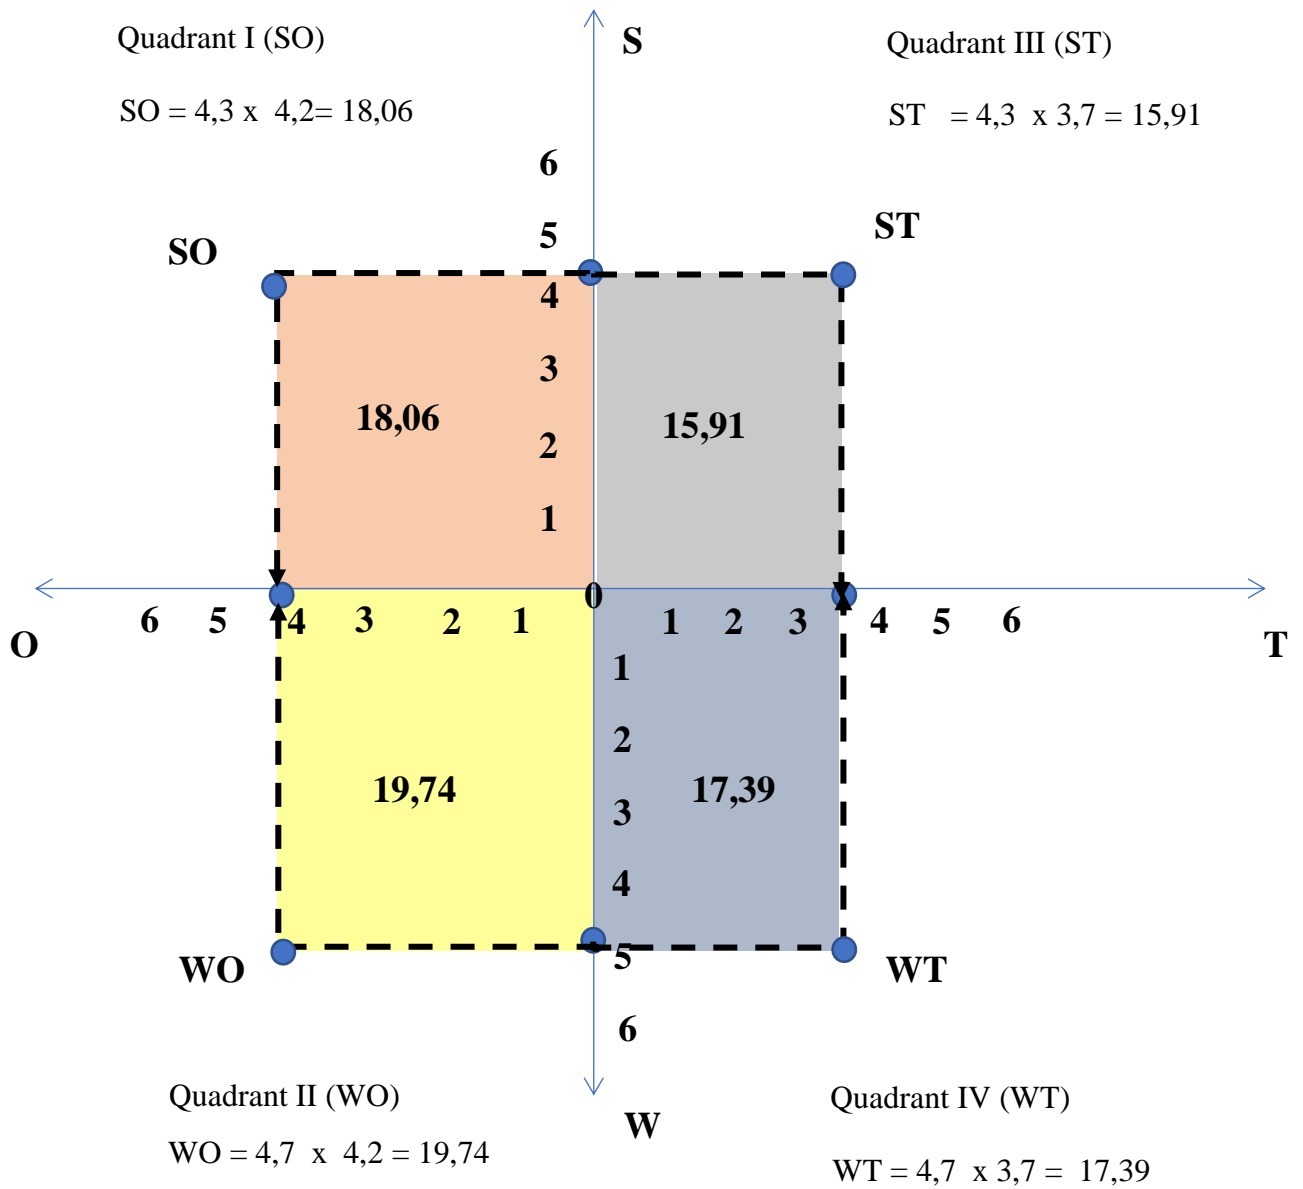 Quadrant I (SO)
SO = 4,3 x 4,2= 18,06
S
Quadrant III (ST)
ST = 4,3 x 3,7 = 15,91
6
5
4
3
2
1
SO
ST
18,06
15,91
0
O
6 5 4 3 2 1
1 2 3 4 5 6
T
1
2
3
4
5
6
19,74
17,39
WO
WT
W
Quadrant II (WO)
WO = 4,7 x 4,2 = 19,74
Quadrant IV (WT)
WT = 4,7 x 3,7 = 17,39